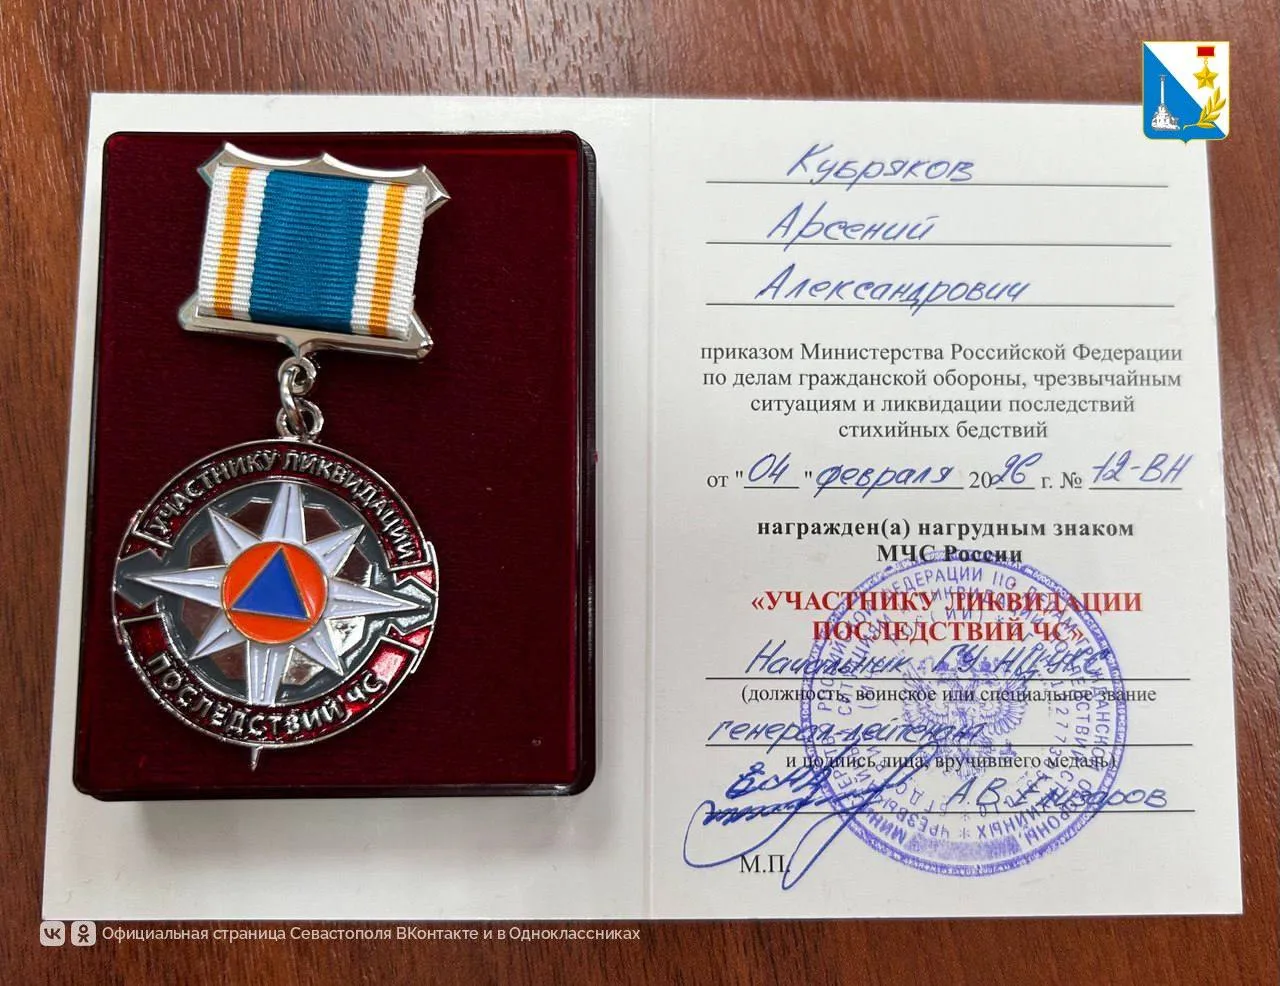 УЧАСТНИКУ ЛИКВИДАЦИИ
ПОСЛЕДСТВИЙ ЧС
Кубряков
Арсений
Александрович
приказом Министерства Российской Федерации
по делам гражданской обороны, чрезвычайным
ситуациям и ликвидации последствий
стихийных бедствий
от "04" февраля 2026 г. № 12-ВН
награжден(а) нагрудным знаком
МЧС России
«УЧАСТНИКУ ЛИКВИДАЦИИ
ПОСЛЕДСТВИЙ ЧС»
Начальник ГУ
(должность, воинское или специальное звание
генерал-лейтенант
и подпись лица, вручившего медаль)
А.В.
М.П.
Официальная страница Севастополя ВКонтакте и в Одноклассниках